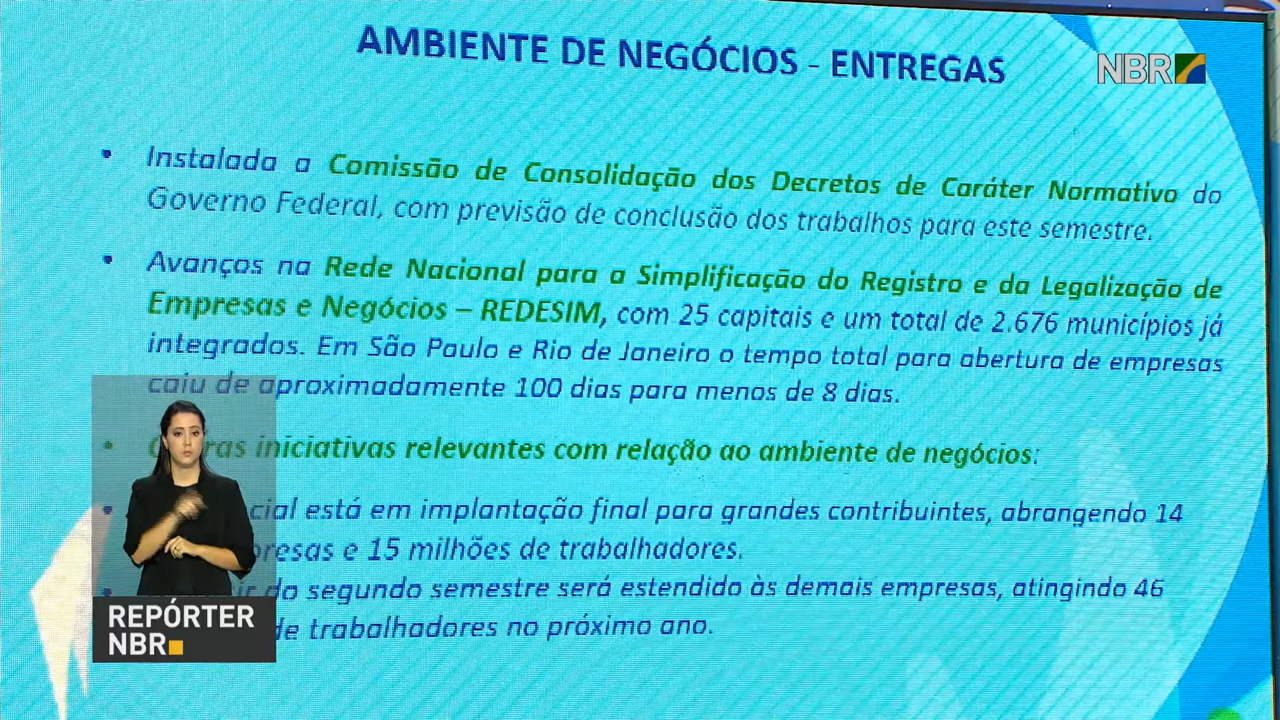 AMBIENTE DE NEGÓCIOS - ENTREGAS
NBR
• Instalada a Comissão de Consolidação dos Decretos de Caráter Normativo do
Governo Federal, com previsão de conclusão dos trabalhos para este semestre.
• Avanços na Rede Nacional para a Simplificação do Registro e da Legalização de
Empresas e Negócios – REDESIM, com 25 capitais e um total de 2.676 municípios já
integrados. Em São Paulo e Rio de Janeiro o tempo total para abertura de empresas
caiu de aproximadamente 100 dias para menos de 8 dias.
• iniciativas relevantes com relação ao ambiente de negócios:
• está em implantação final para grandes contribuintes, abrangendo 14
e 15 milhões de trabalhadores.
• do segundo semestre será estendido às demais empresas, atingindo 46
de trabalhadores no próximo ano.
REPÓRTER
NBR